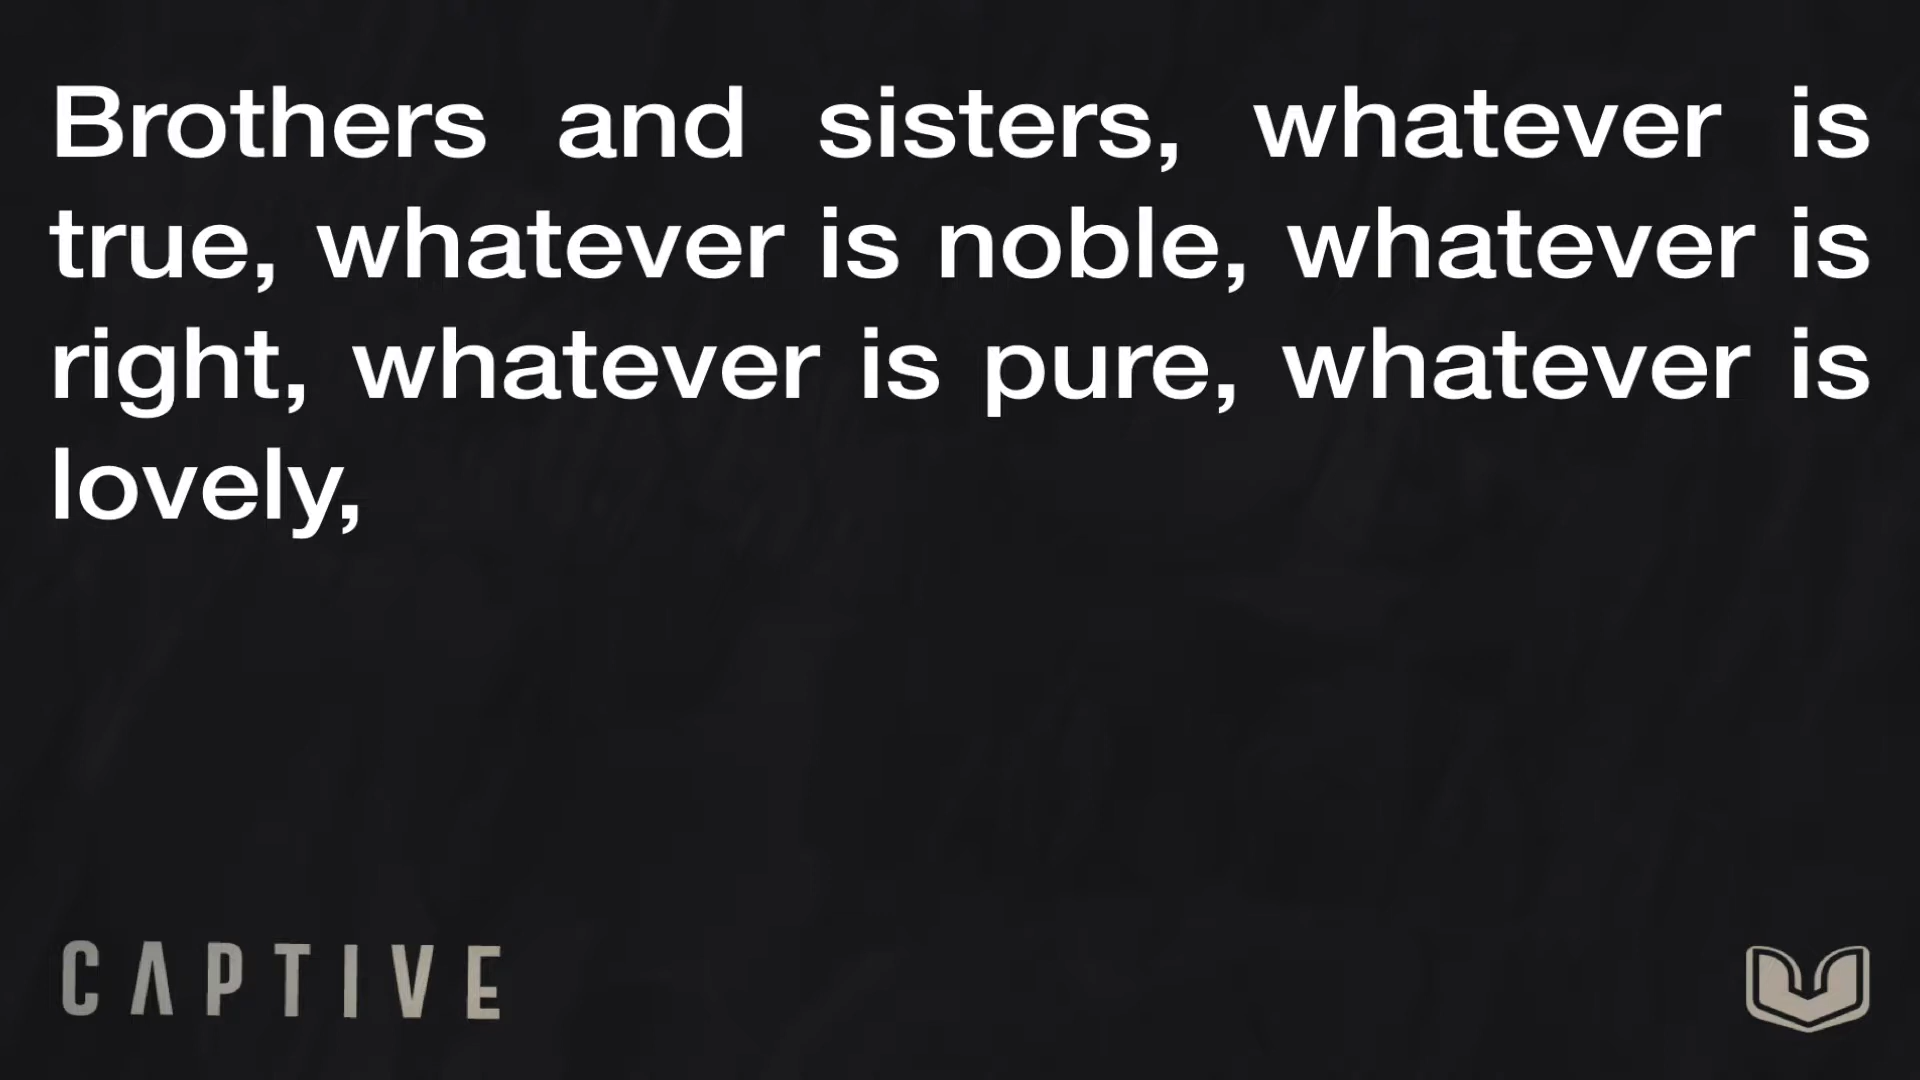 Brothers and sisters, whatever is
true, whatever is noble, whatever is
right, whatever is pure, whatever is
lovely,
CAPTIVE